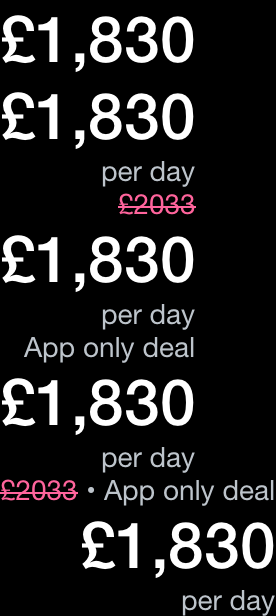 £1,830
£1,830
per day
£2033
£1,830
per day
App only deal
£1,830
per day
£2033 • App only deal
£1,830
per day